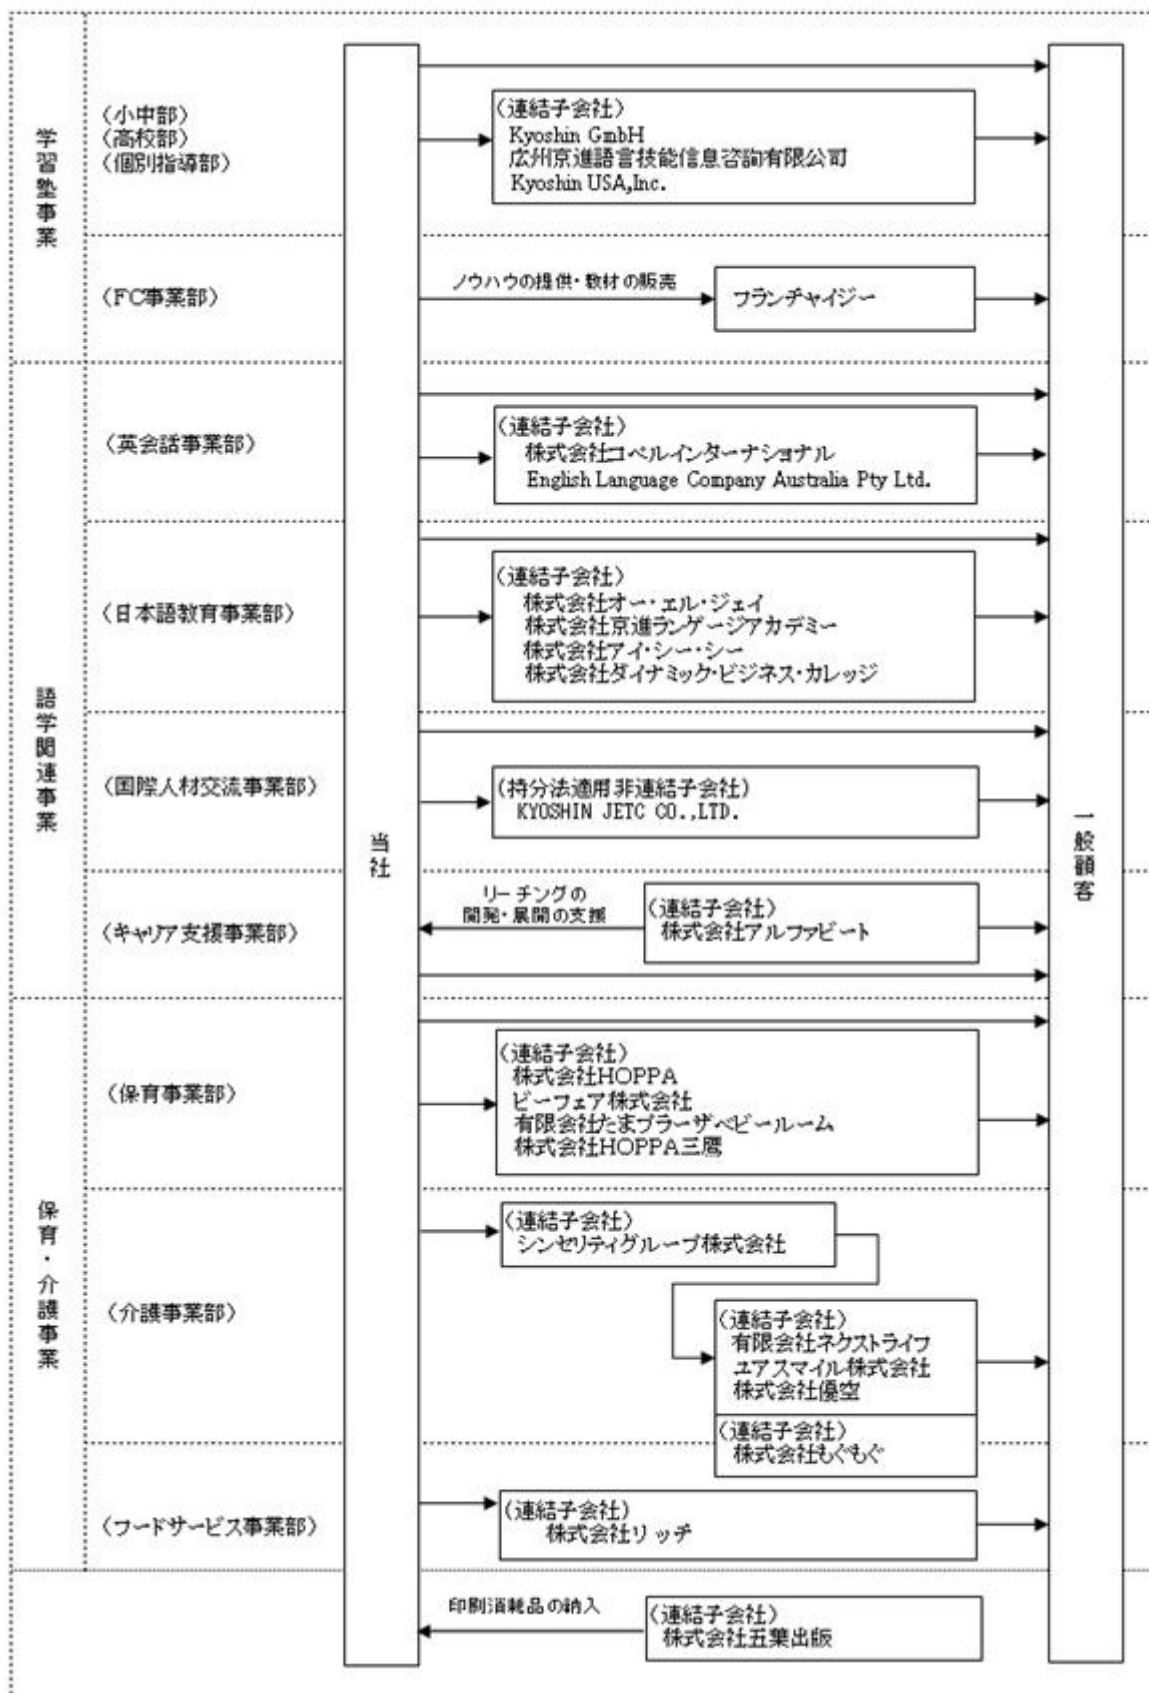 学習塾事業
〈小中部〉
〈高校部〉
〈個別指導部〉
（連結子会社）
Kyoshin GmbH
広州京進語言技能信息咨詢有限公司
Kyoshin USA,Inc.
〈FC事業部〉
ノウハウの提供・教材の販売
フランチャイジー
語学関連事業
〈英会話事業部〉
（連結子会社）
株式会社コペルインターナショナル
English Language Company Australia Pty Ltd.
〈日本語教育事業部〉
（連結子会社）
株式会社オー・エル・ジェイ
株式会社京進ランゲージアカデミー
株式会社アイ・シー・シー
株式会社ダイナミック・ビジネス・カレッジ
〈国際人材交流事業部〉
（持分法適用非連結子会社）
KYOSHIN JETC CO.,LTD.
当社
一般顧客
〈キャリア支援事業部〉
リーチングの
開発・展開の支援
（連結子会社）
株式会社アルファビート
保育・介護事業
〈保育事業部〉
（連結子会社）
株式会社HOPPA
ビーフェア株式会社
有限会社たまプラーザベビールーム
株式会社HOPPA三鷹
〈介護事業部〉
（連結子会社）
シンセリティグループ株式会社
（連結子会社）
有限会社ネクストライフ
ユアスマイル株式会社
株式会社優空
（連結子会社）
株式会社もぐもぐ
〈フードサービス事業部〉
（連結子会社）
株式会社リッチ
印刷消耗品の納入
（連結子会社）
株式会社五葉出版